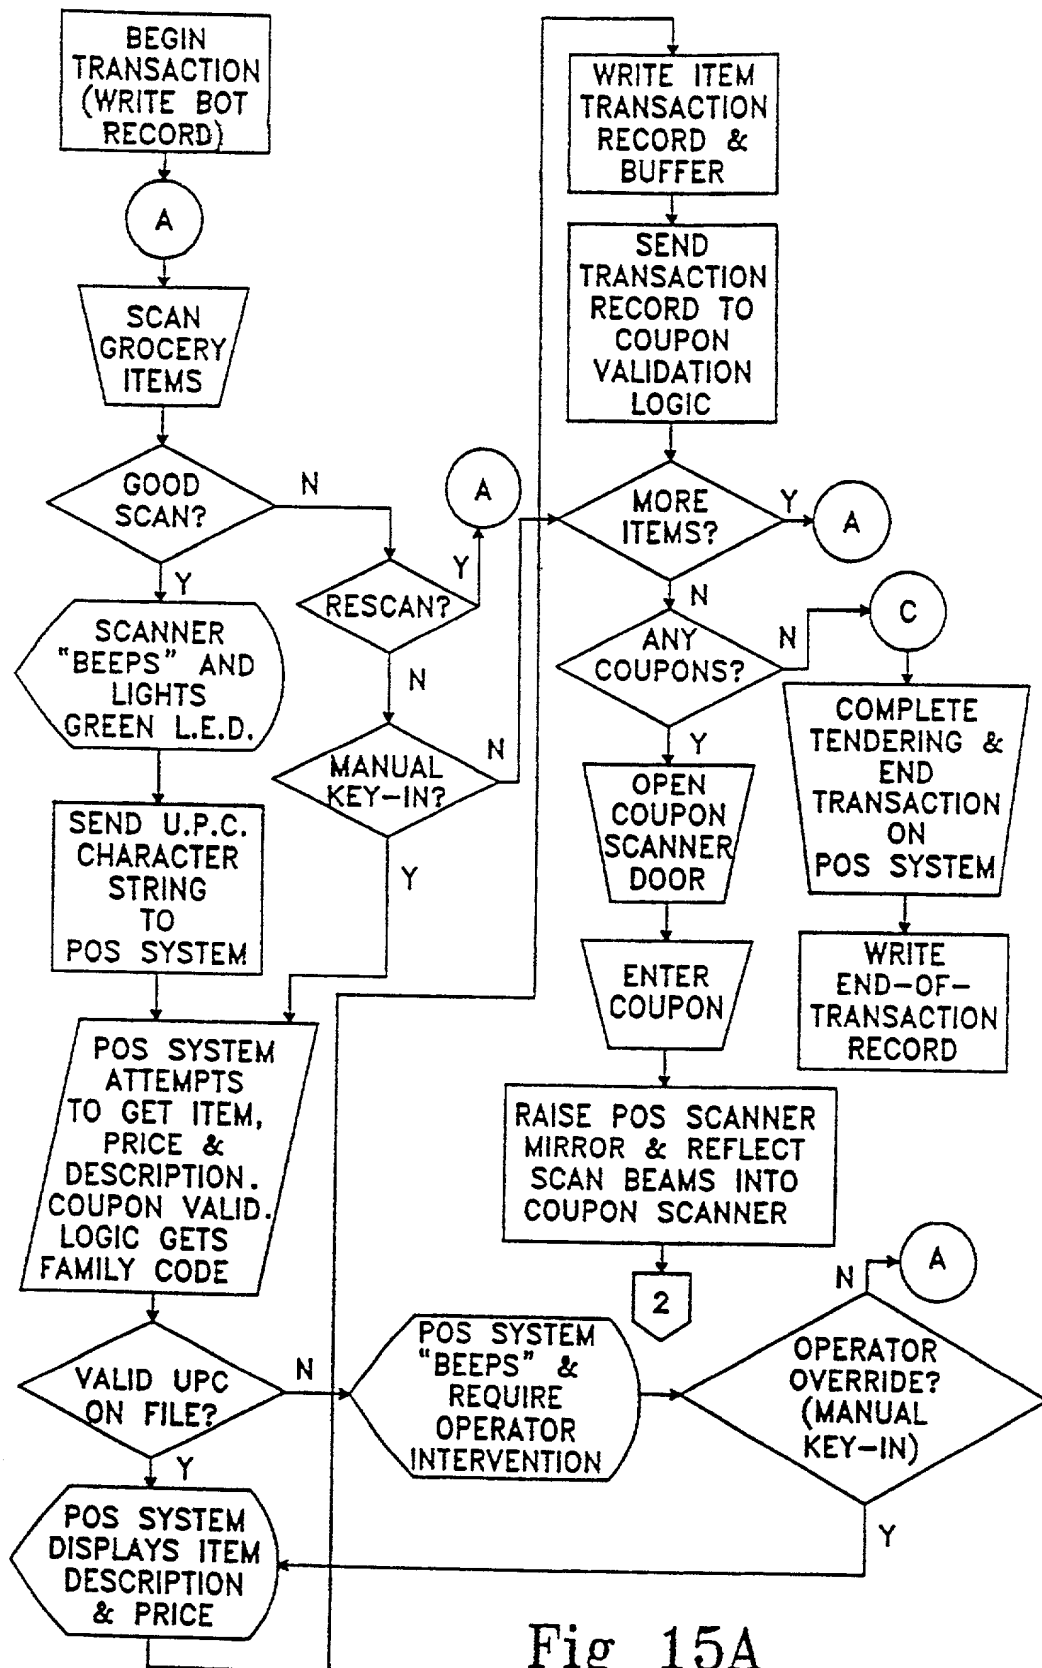 BEGIN
TRANSACTION
(WRITE BOT
RECORD)
A
SCAN
GROCERY
ITEMS
GOOD
SCAN?
N
Y
RESCAN?
Y
A
N
SCANNER
"BEEPS" AND
LIGHTS
GREEN L.E.D.
MANUAL
KEY-IN?
N
Y
SEND U.P.C.
CHARACTER
STRING
TO
POS SYSTEM
POS SYSTEM
ATTEMPTS
TO GET ITEM,
PRICE &
DESCRIPTION.
COUPON VALID.
LOGIC GETS
FAMILY CODE
VALID UPC
ON FILE?
N
Y
POS SYSTEM
DISPLAYS ITEM
DESCRIPTION
& PRICE
WRITE ITEM
TRANSACTION
RECORD &
BUFFER
SEND
TRANSACTION
RECORD TO
COUPON
VALIDATION
LOGIC
MORE
ITEMS?
Y
A
N
ANY
COUPONS?
N
C
Y
COMPLETE
TENDERING &
END
TRANSACTION
ON
POS SYSTEM
WRITE
END-OF-
TRANSACTION
RECORD
OPEN
COUPON
SCANNER
DOOR
ENTER
COUPON
RAISE POS SCANNER
MIRROR & REFLECT
SCAN BEAMS INTO
COUPON SCANNER
2
POS SYSTEM
"BEEPS" &
REQUIRE
OPERATOR
INTERVENTION
OPERATOR
OVERRIDE?
(MANUAL
KEY-IN)
N
A
Y
Fig 15A